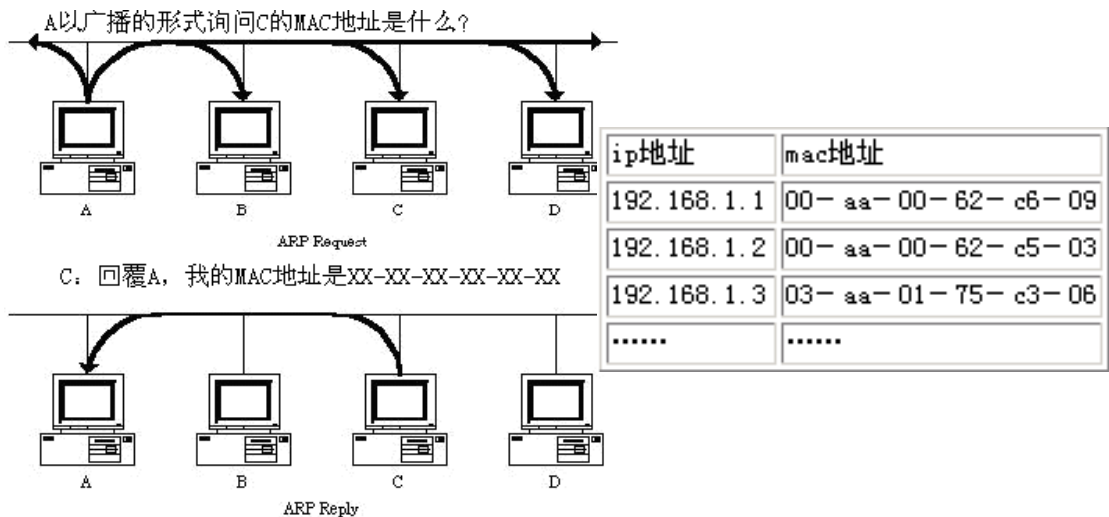 A以广播的形式询问C的MAC地址是什么?
A B C D
ARP Request
C: 回覆A, 我的MAC地址是XX-XX-XX-XX-XX-XX
A B C D
ARP Reply
ip地址 mac地址
192.168.1.1 00-aa-00-62-c6-09
192.168.1.2 00-aa-00-62-c5-03
192.168.1.3 03-aa-01-75-c3-06
...... ......